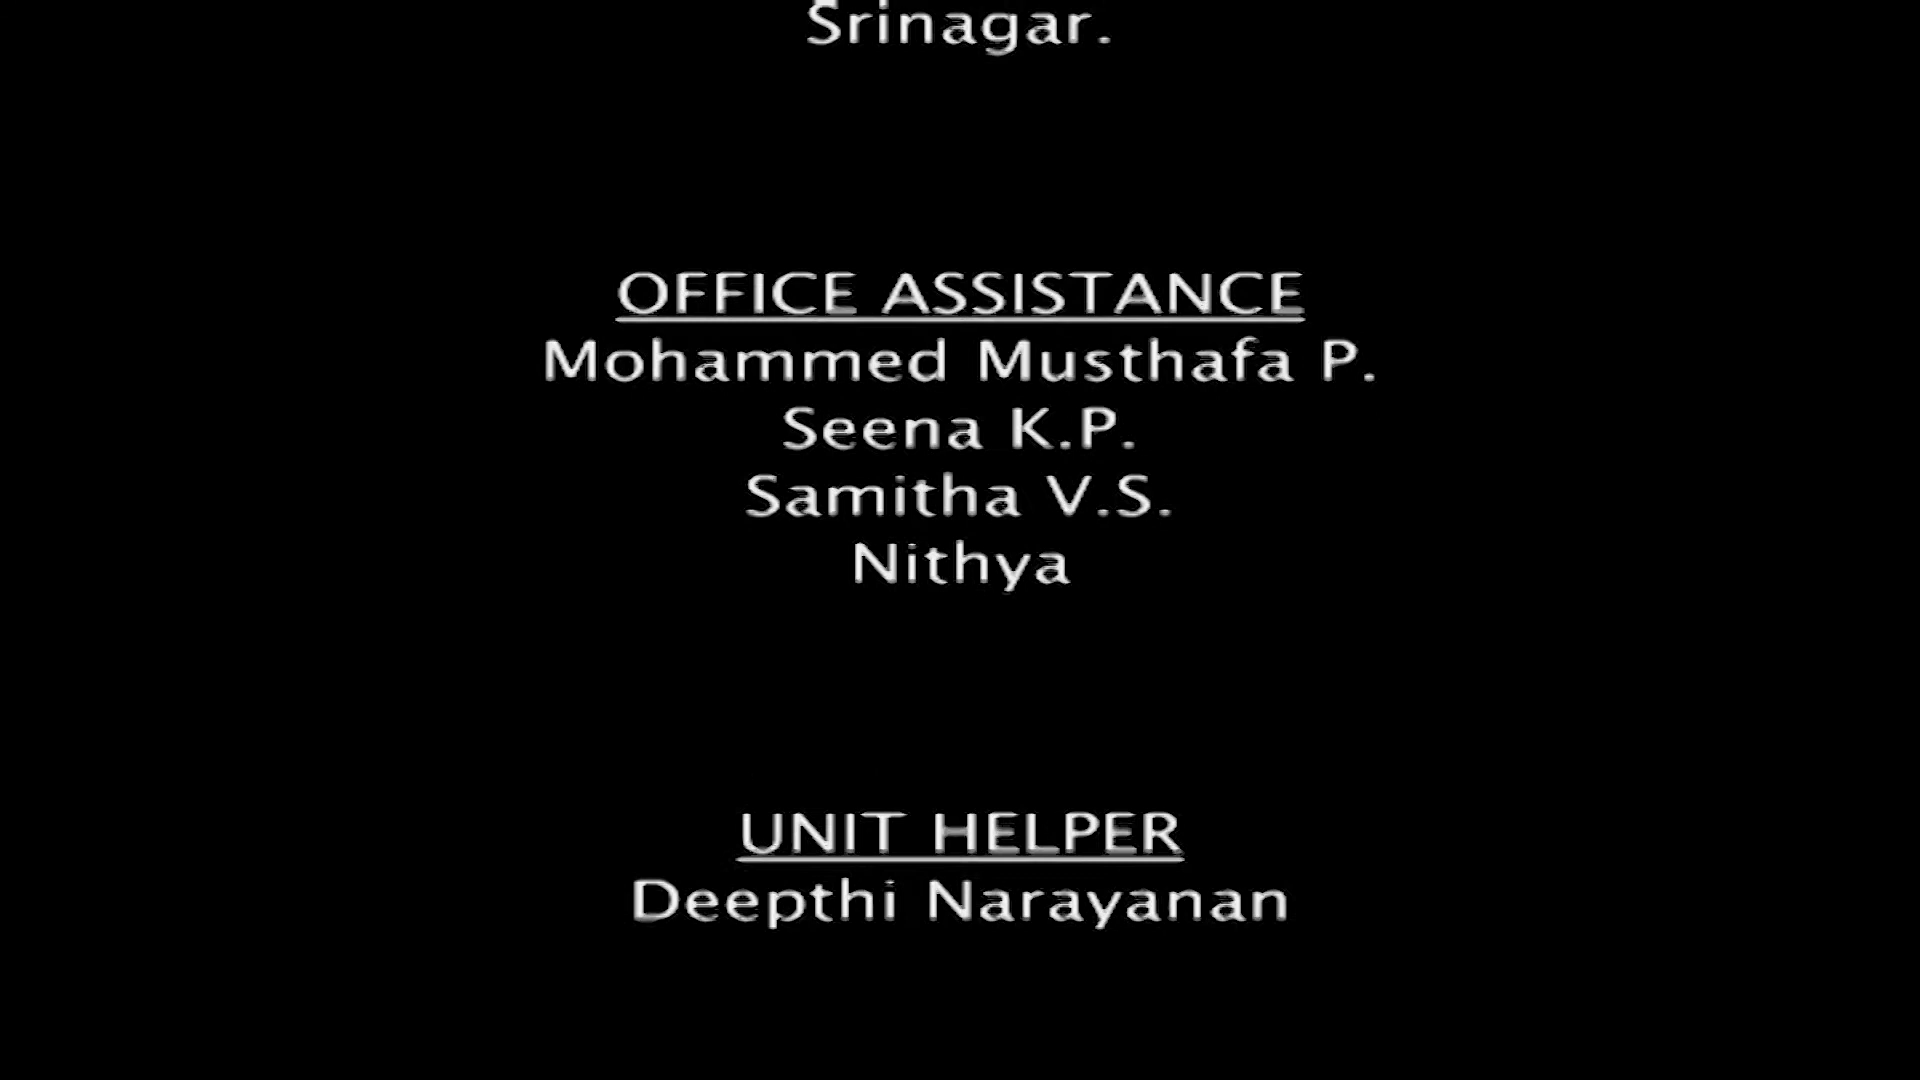 Srinagar.
OFFICE ASSISTANCE
Mohammed Musthafa P.
Seena K.P.
Samitha V.S.
Nithya
UNIT HELPER
Deepthi Narayanan